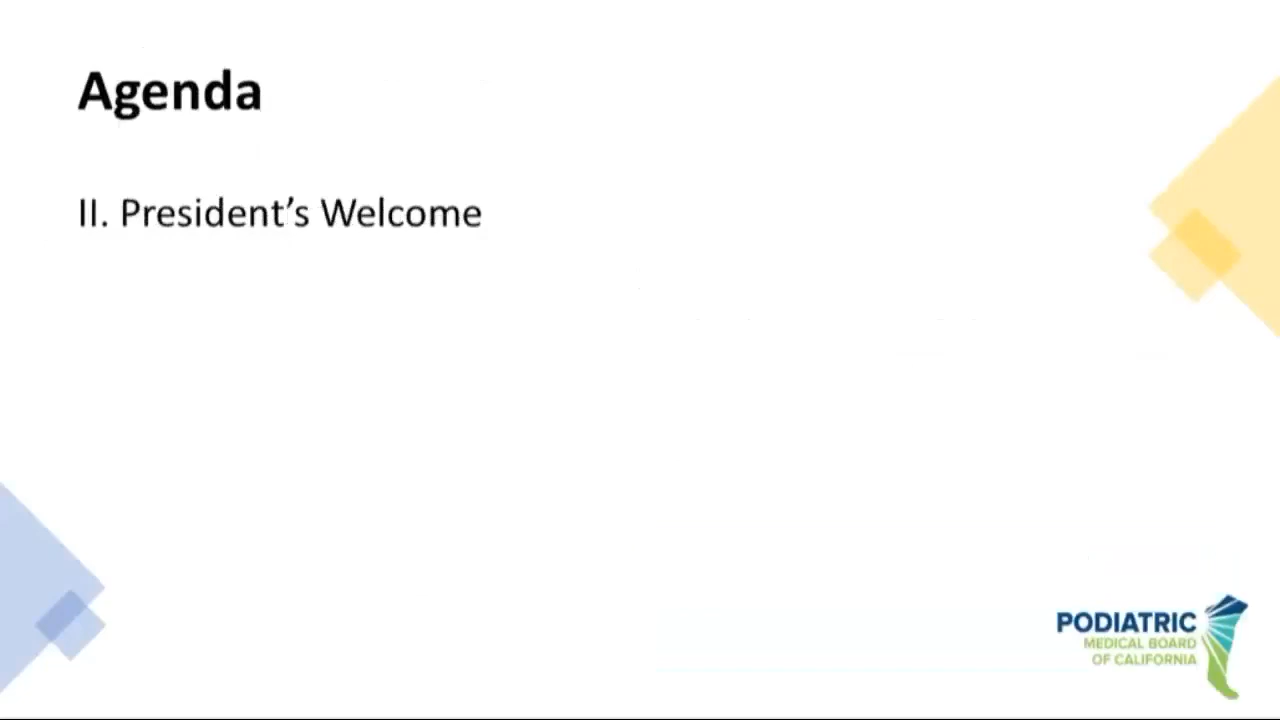 Agenda
II. President’s Welcome
PODIATRIC
MEDICAL BOARD
OF CALIFORNIA